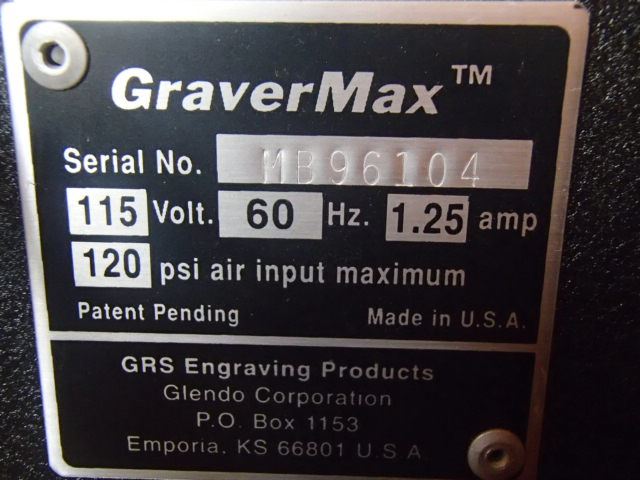 GraverMax™
Serial No. MB96104
115 Volt. 60 Hz. 1.25 amp
120 psi air input maximum
Patent Pending Made in U.S.A.
GRS Engraving Products
Glendo Corporation
P.O. Box 1153
Emporia, KS 66801 U.S.A.